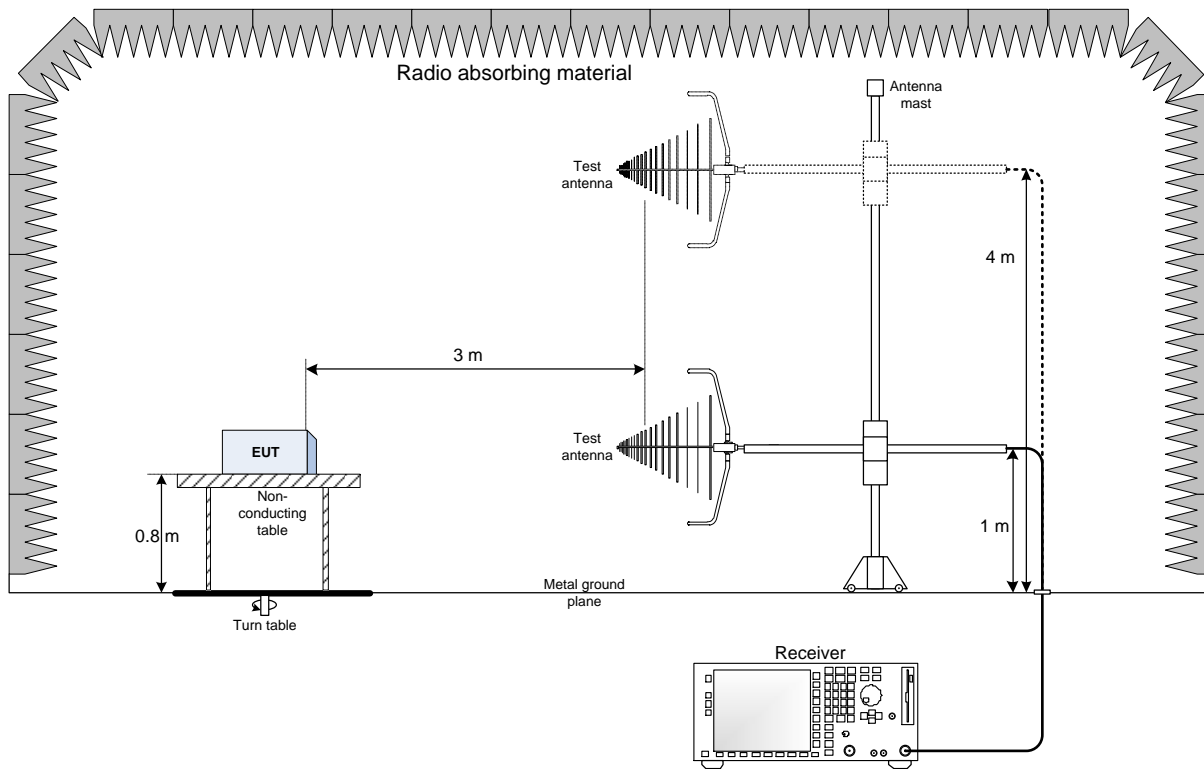 Radio absorbing material
Antenna
mast
Test
antenna
4 m
3 m
Test
antenna
EUT
Non-
conducting
table
0.8 m
1 m
Metal ground
plane
Turn table
Receiver